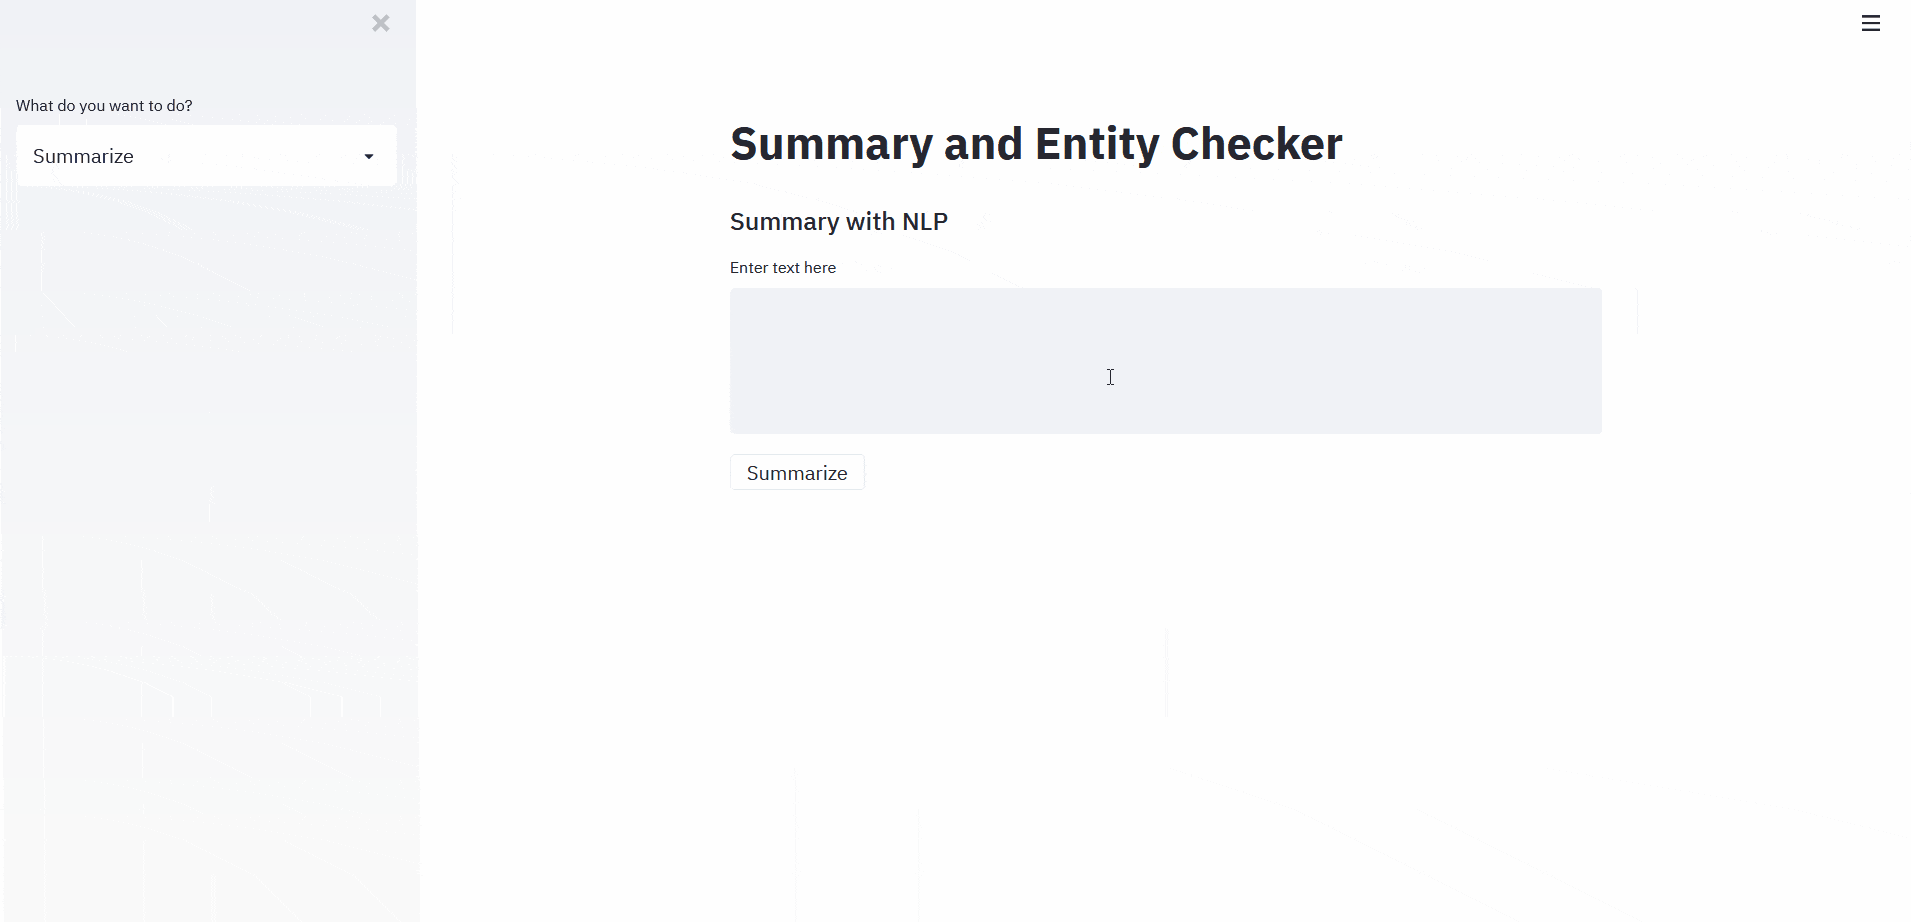 What do you want to do?
Summarize
Summary and Entity Checker
Summary with NLP
Enter text here
Summarize